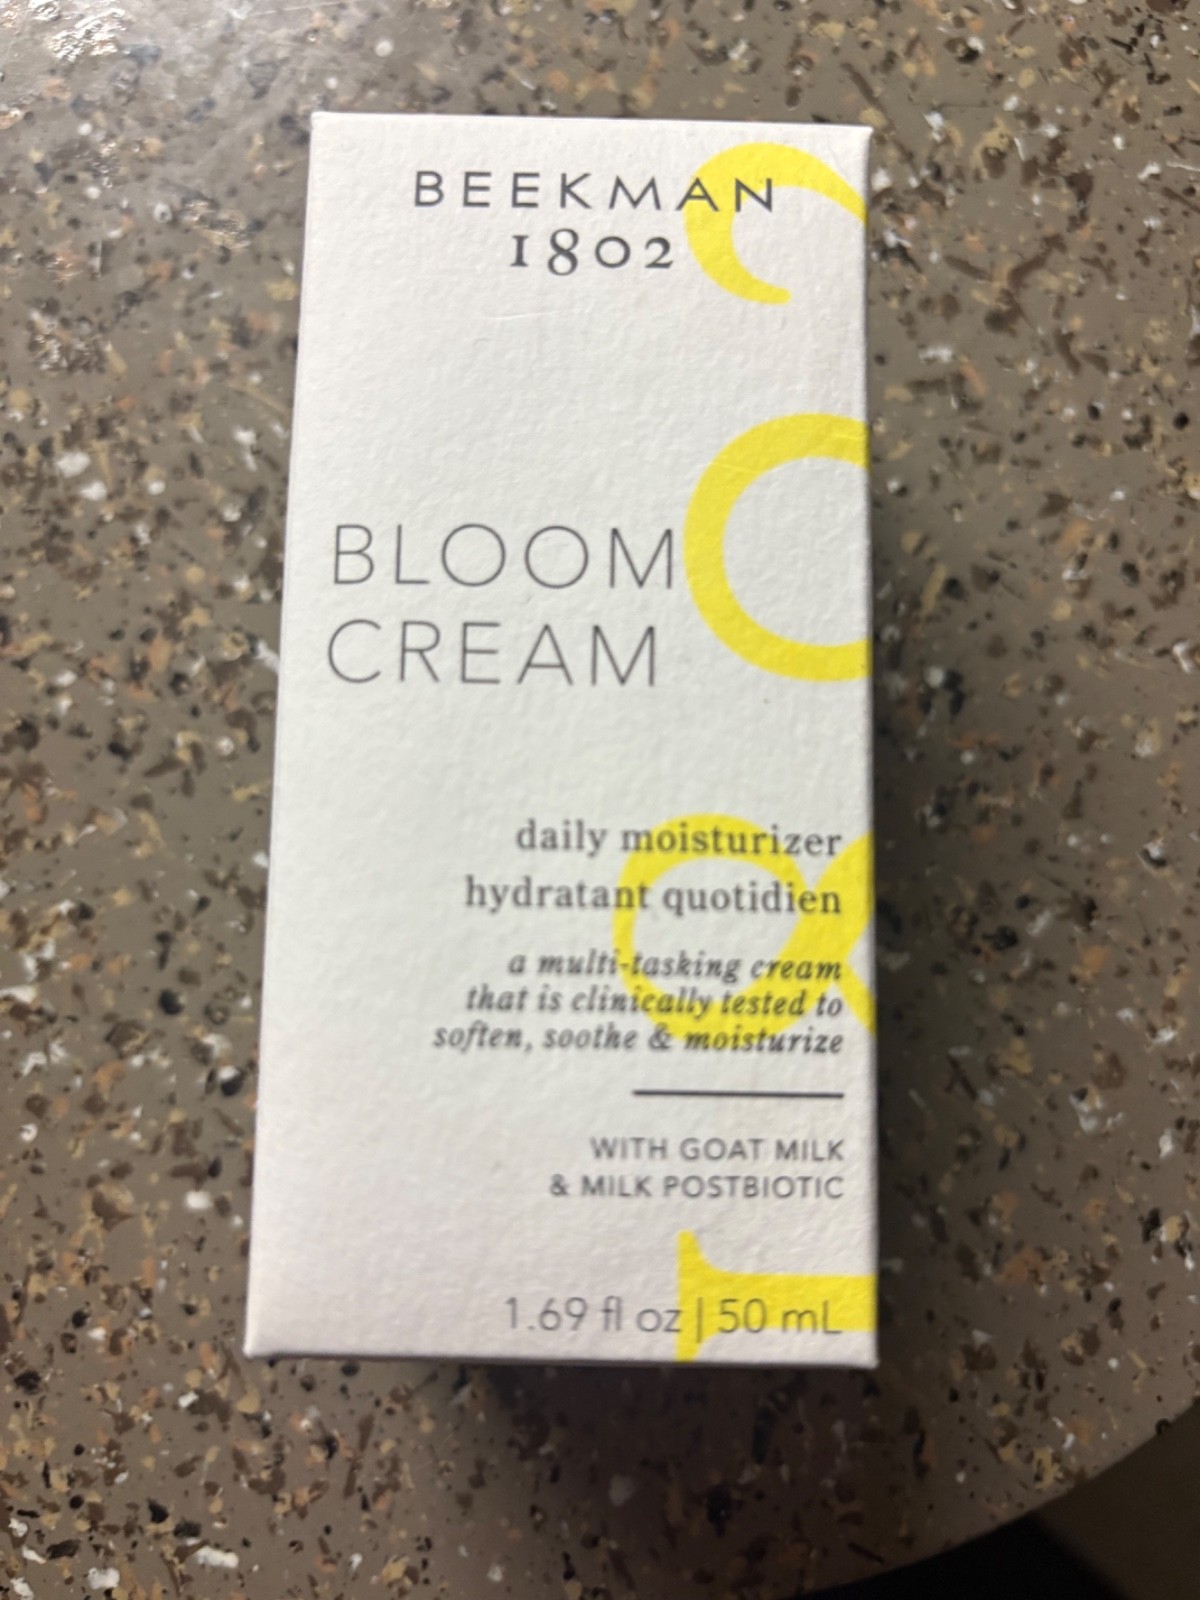 BEEKMAN
1802
BLOOM
CREAM
daily moisturizer
hydratant quotidien
a multi-tasking cream
that is clinically tested to
soften, soothe & moisturize
WITH GOAT MILK
& MILK POSTBIOTIC
1.69 fl oz | 50 mL